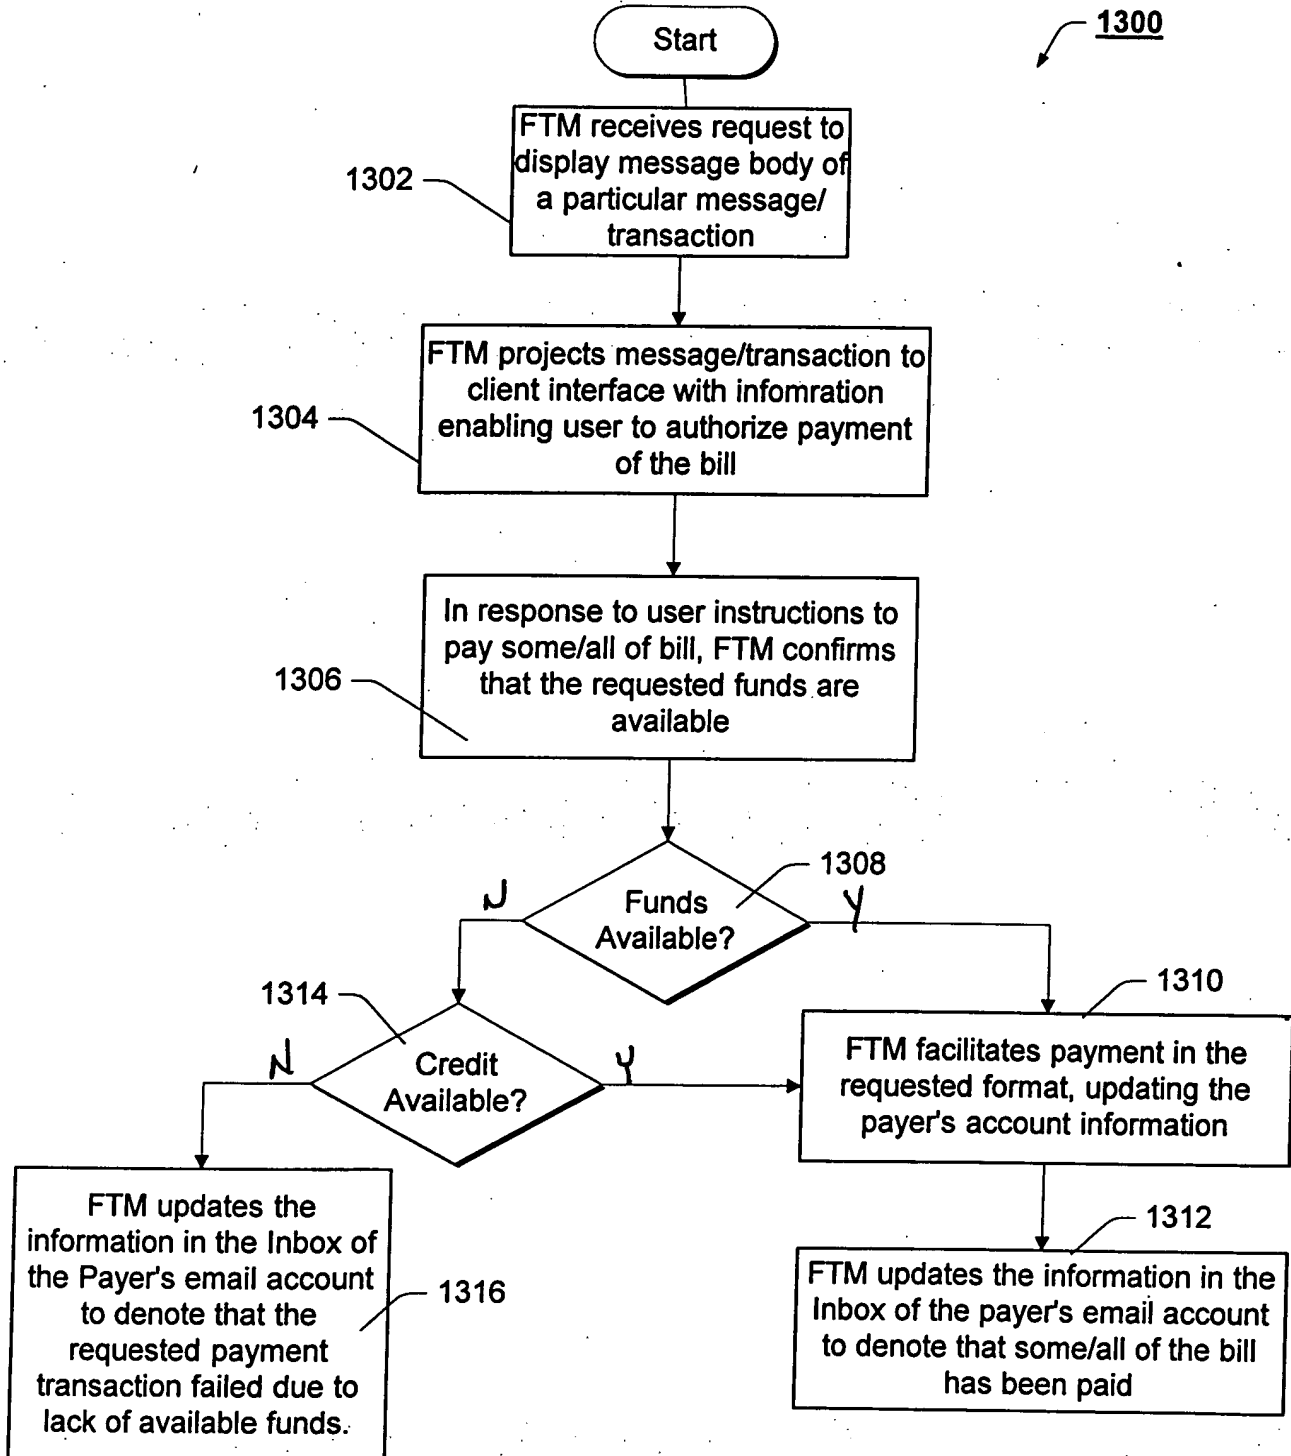 1300
Start
1302
FTM receives request to
display message body of
a particular message/
transaction
1304
FTM projects message/transaction to
client interface with infomration
enabling user to authorize payment
of the bill
1306
In response to user instructions to
pay some/all of bill, FTM confirms
that the requested funds are
available
1308
Funds
Available?
N
Y
1314
Credit
Available?
N
Y
1310
FTM facilitates payment in the
requested format, updating the
payer's account information
1312
FTM updates the information in the
Inbox of the payer's email account
to denote that some/all of the bill
has been paid
1316
FTM updates the
information in the Inbox of
the Payer's email account
to denote that the
requested payment
transaction failed due to
lack of available funds.